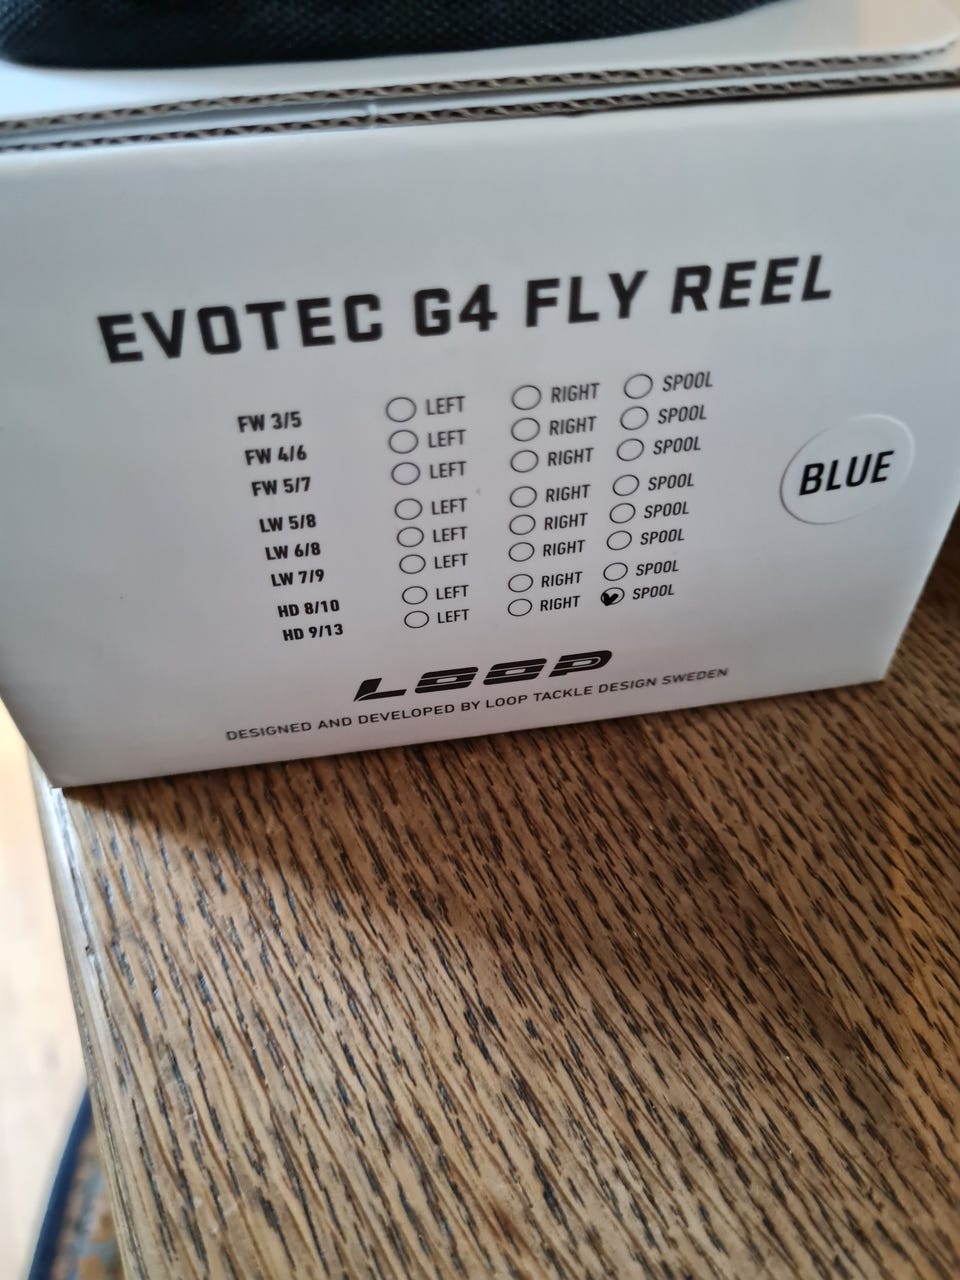 EVOTEC G4 FLY REEL
FW 3/5 LEFT RIGHT SPOOL
FW 4/6 LEFT RIGHT SPOOL
FW 5/7 LEFT RIGHT SPOOL
LW 5/8 LEFT RIGHT SPOOL
LW 6/8 LEFT RIGHT SPOOL
LW 7/9 LEFT RIGHT SPOOL
HD 8/10 LEFT RIGHT SPOOL
HD 9/13 LEFT RIGHT SPOOL
BLUE
LOOP
DESIGNED AND DEVELOPED BY LOOP TACKLE DESIGN SWEDEN